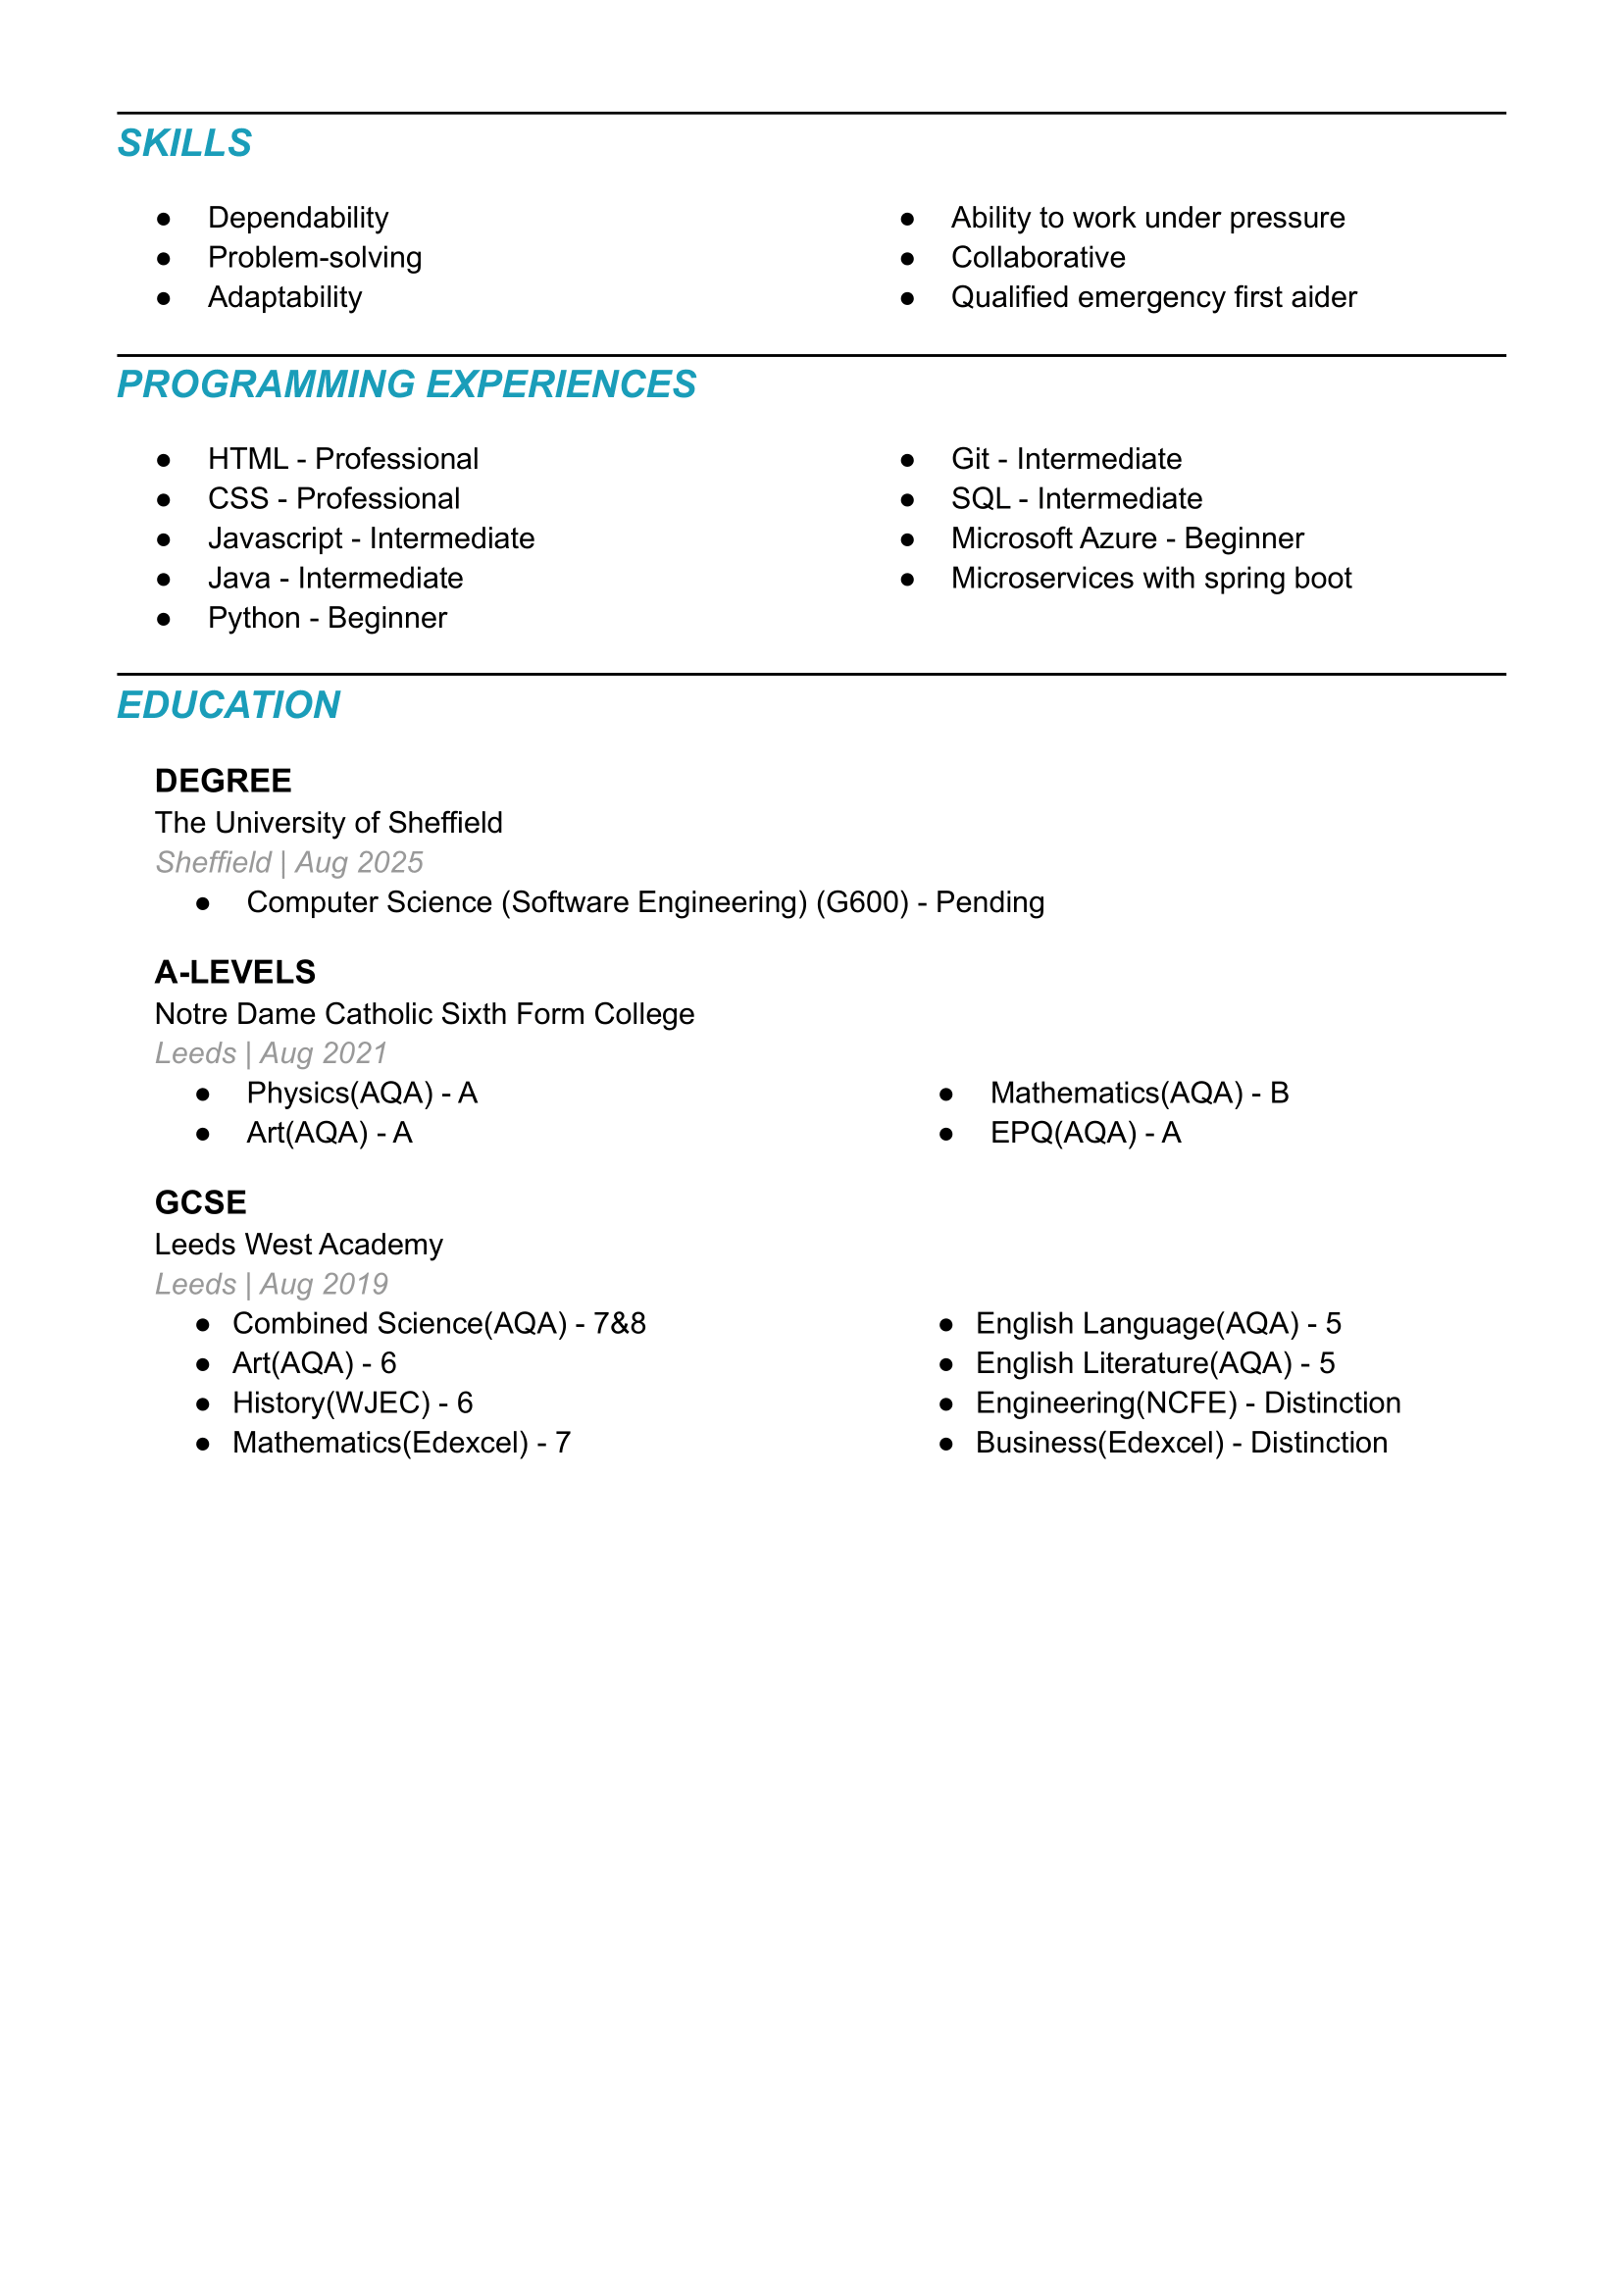 SKILLS
● Dependability
● Problem-solving
● Adaptability
● Ability to work under pressure
● Collaborative
● Qualified emergency first aider
PROGRAMMING EXPERIENCES
● HTML - Professional
● CSS - Professional
● Javascript - Intermediate
● Java - Intermediate
● Python - Beginner
● Git - Intermediate
● SQL - Intermediate
● Microsoft Azure - Beginner
● Microservices with spring boot
EDUCATION
DEGREE
The University of Sheffield
Sheffield | Aug 2025
● Computer Science (Software Engineering) (G600) - Pending
A-LEVELS
Notre Dame Catholic Sixth Form College
Leeds | Aug 2021
● Physics(AQA) - A
● Art(AQA) - A
● Mathematics(AQA) - B
● EPQ(AQA) - A
GCSE
Leeds West Academy
Leeds | Aug 2019
● Combined Science(AQA) - 7&8
● Art(AQA) - 6
● History(WJEC) - 6
● Mathematics(Edexcel) - 7
● English Language(AQA) - 5
● English Literature(AQA) - 5
● Engineering(NCFE) - Distinction
● Business(Edexcel) - Distinction